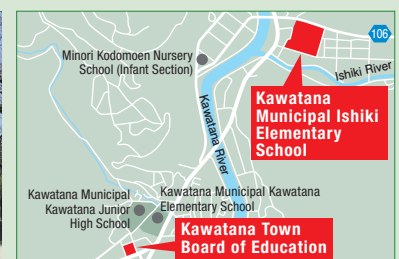 106
Minori Kodomoen Nursery
School (Infant Section)
Ishiki River
Kawatana
Municipal Ishiki
Elementary
School
Kawatana River
Kawatana Municipal
Kawatana Junior
High School
Kawatana Municipal Kawatana
Elementary School
Kawatana Town
Board of Education